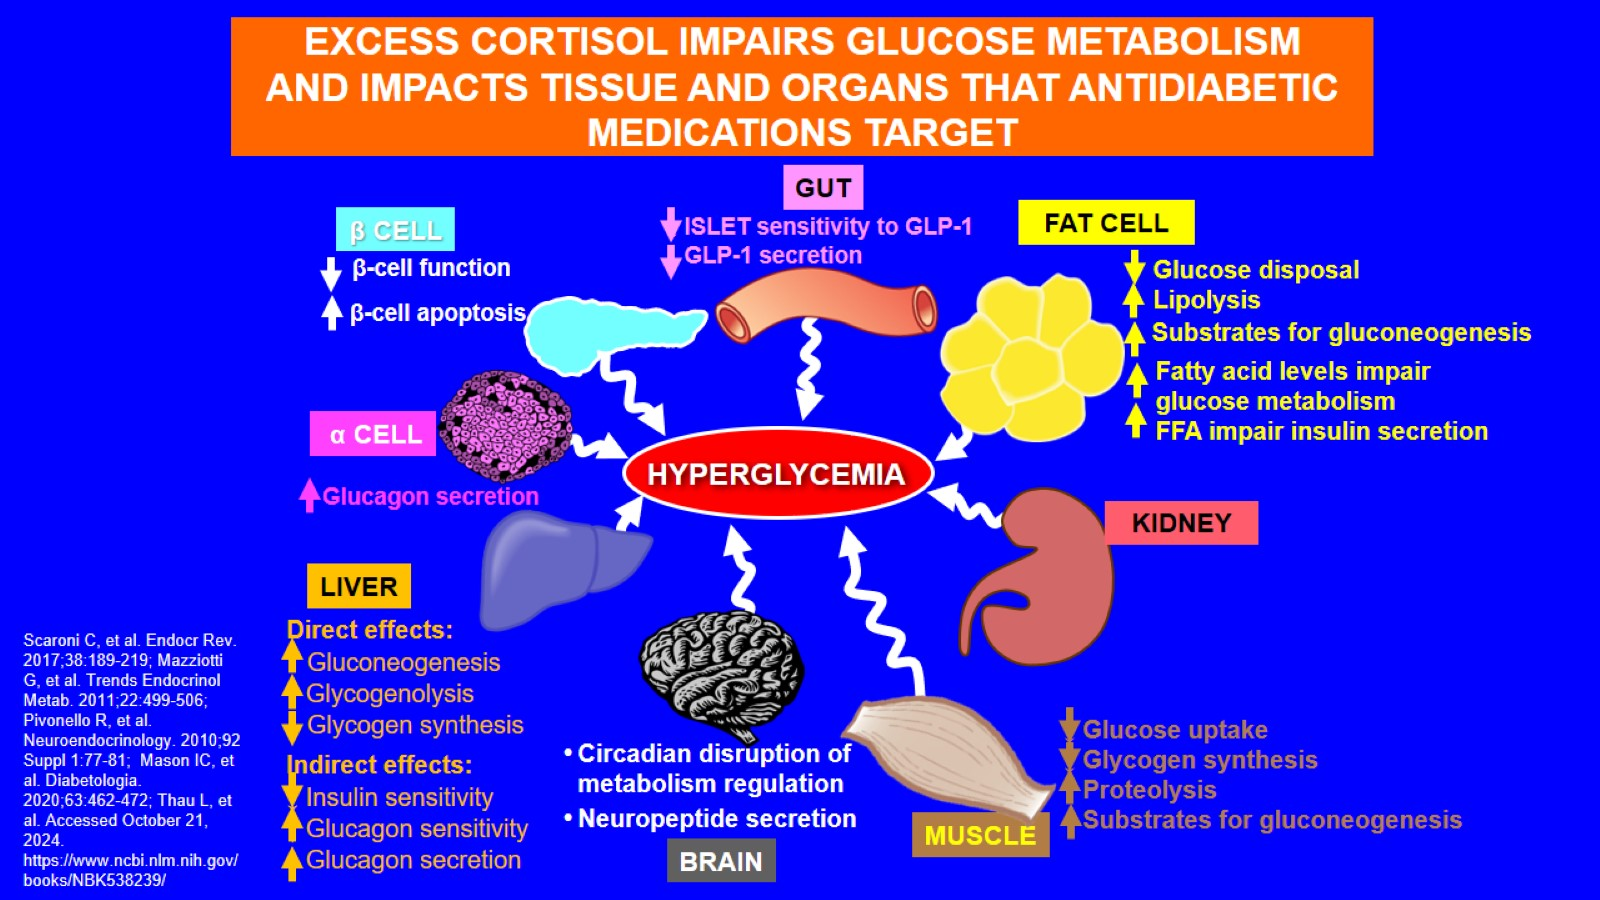 EXCESS CORTISOL IMPAIRS GLUCOSE METABOLISM
AND IMPACTS TISSUE AND ORGANS THAT ANTIDIABETIC
MEDICATIONS TARGET
GUT
ISLET sensitivity to GLP-1
GLP-1 secretion
β CELL
β-cell function
β-cell apoptosis
FAT CELL
Glucose disposal
Lipolysis
Substrates for gluconeogenesis
Fatty acid levels impair
glucose metabolism
FFA impair insulin secretion
α CELL
Glucagon secretion
HYPERGLYCEMIA
KIDNEY
LIVER
Direct effects:
Gluconeogenesis
Glycogenolysis
Glycogen synthesis
Indirect effects:
Insulin sensitivity
Glucagon sensitivity
Glucagon secretion
• Circadian disruption of
metabolism regulation
• Neuropeptide secretion
BRAIN
Glucose uptake
Glycogen synthesis
Proteolysis
Substrates for gluconeogenesis
MUSCLE
Scaroni C, et al. Endocr Rev.
2017;38:189-219; Mazziotti
G, et al. Trends Endocrinol
Metab. 2011;22:499-506;
Pivonello R, et al.
Neuroendocrinology. 2010;92
Suppl 1:77-81; Mason IC, et
al. Diabetologia.
2020;63:462-472; Thau L, et
al. Accessed October 21,
2024.
https://www.ncbi.nlm.nih.gov/
books/NBK538239/